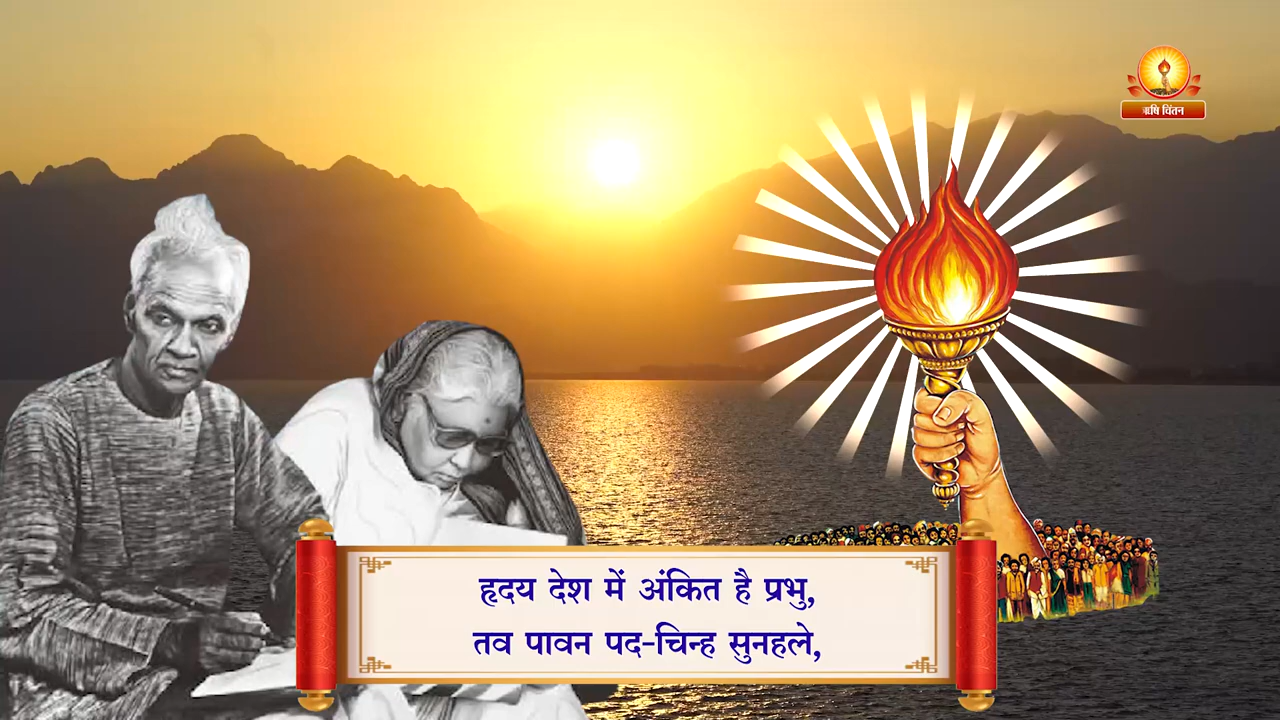 ऋषि चिंतन
हृदय देश में अंकित है प्रभु,
तव पावन पद-चिन्ह सुनहले,